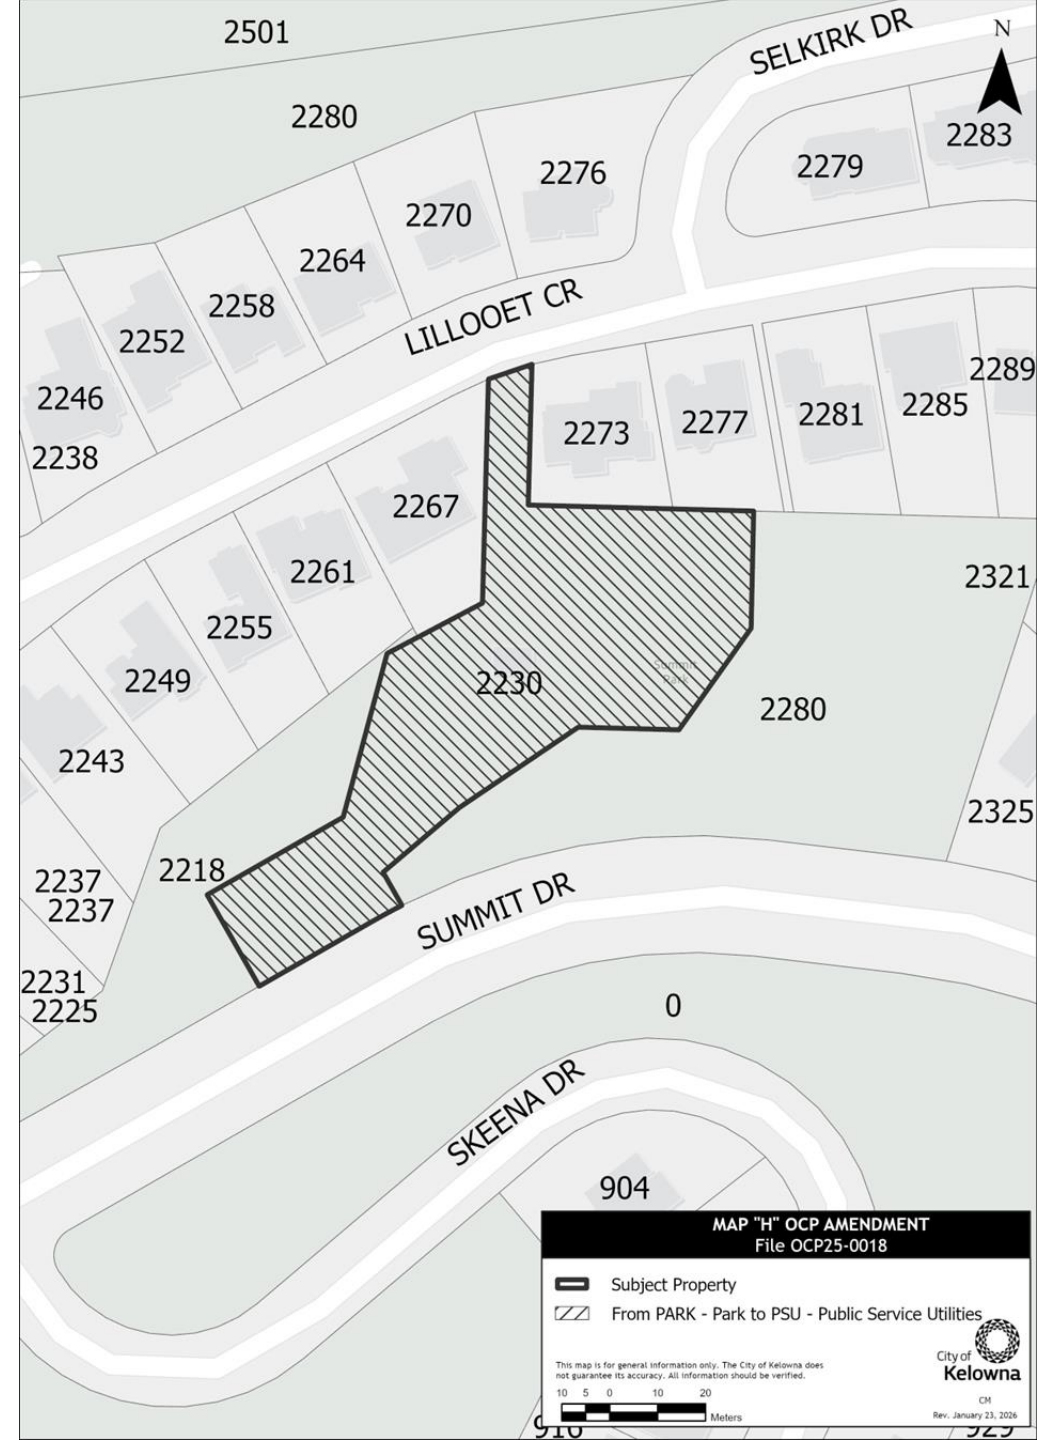 2501
SELKIRK DR
N
2280
2283
2279
2276
2270
2264
2258
LILLOOET CR
2252
2289
2246
2285
2281
2277
2273
2238
2267
2261
2321
2255
Summit
Park
2249
2230
2280
2243
2325
2218
2237
2237
SUMMIT DR
2231
2225
0
SKEENA DR
904
MAP "H" OCP AMENDMENT
File OCP25-0018
Subject Property
From PARK - Park to PSU - Public Service Utilities
City of
Kelowna
This map is for general information only. The City of Kelowna does
not guarantee its accuracy. All information should be verified.
10 5 0 10 20
Meters
CM
Rev. January 23, 2026
916
929